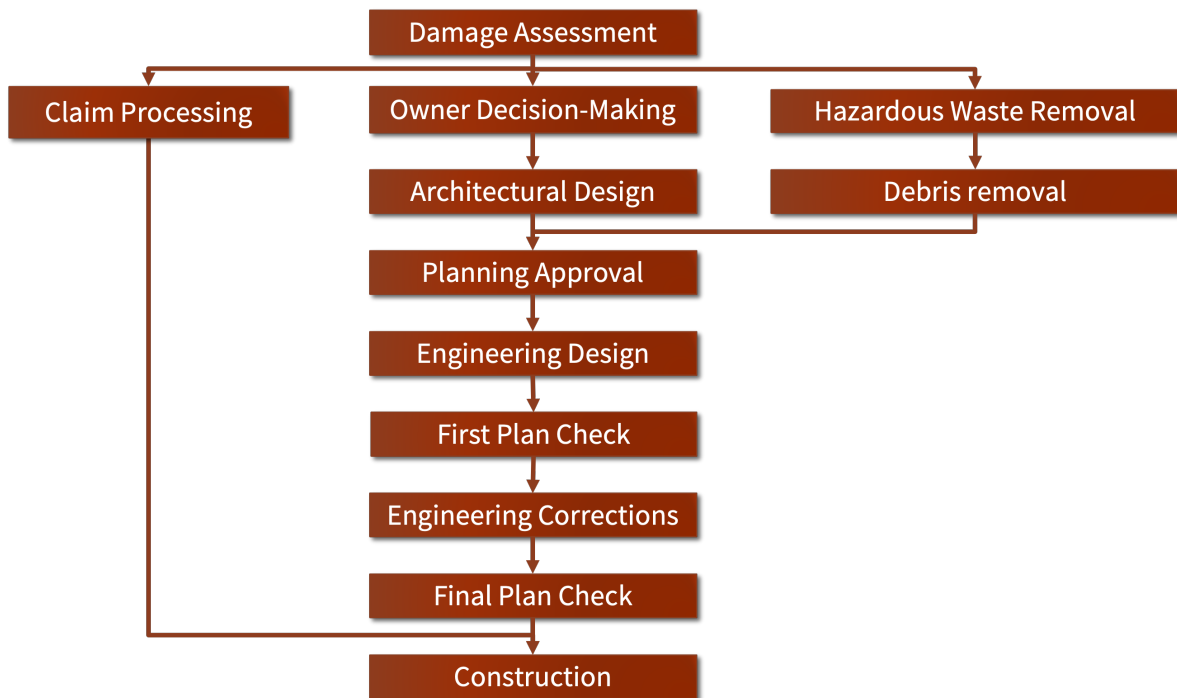 Damage Assessment
Claim Processing
Owner Decision-Making
Hazardous Waste Removal
Architectural Design
Debris removal
Planning Approval
Engineering Design
First Plan Check
Engineering Corrections
Final Plan Check
Construction